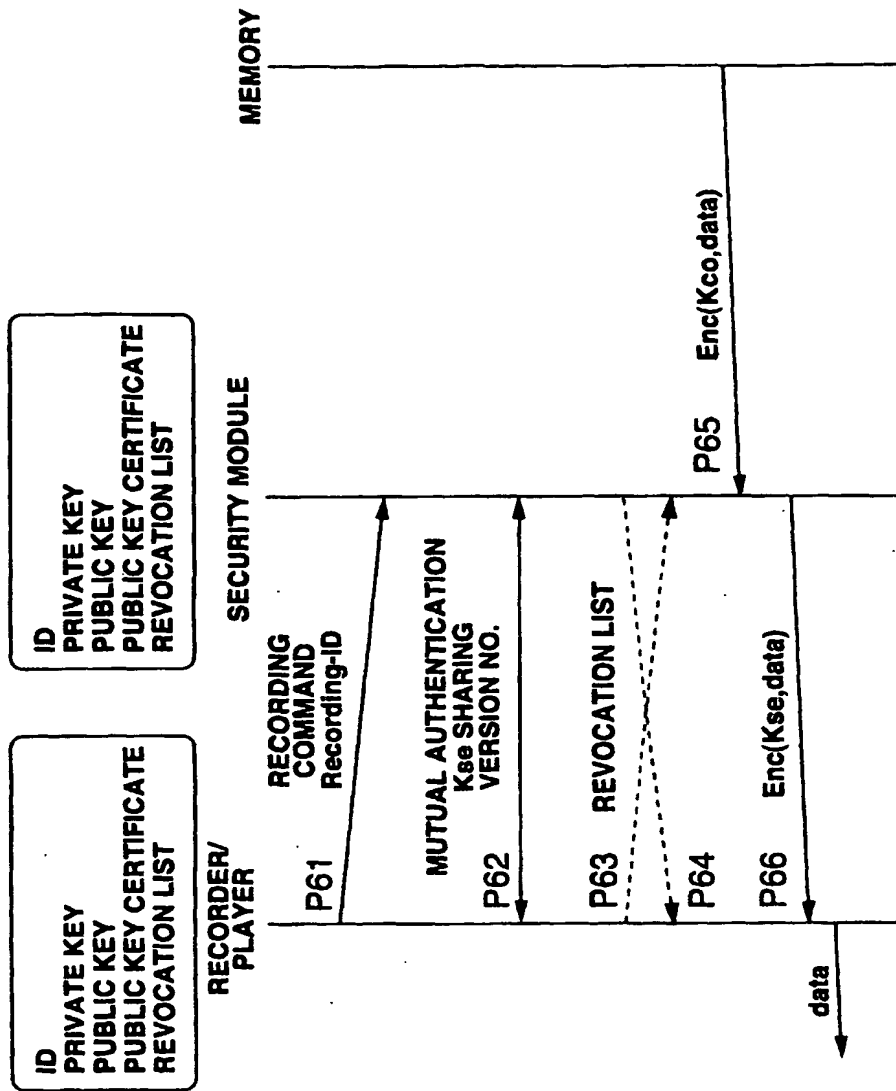 ID
PRIVATE KEY
PUBLIC KEY
PUBLIC KEY CERTIFICATE
REVOCATION LIST
ID
PRIVATE KEY
PUBLIC KEY
PUBLIC KEY CERTIFICATE
REVOCATION LIST
RECORDER/
PLAYER
SECURITY MODULE
MEMORY
P61
RECORDING
COMMAND
Recording-ID
P62
MUTUAL AUTHENTICATION
Kse SHARING
VERSION NO.
P63
REVOCATION LIST
P64
P65
Enc(Kco,data)
P66
Enc(Kse,data)
data